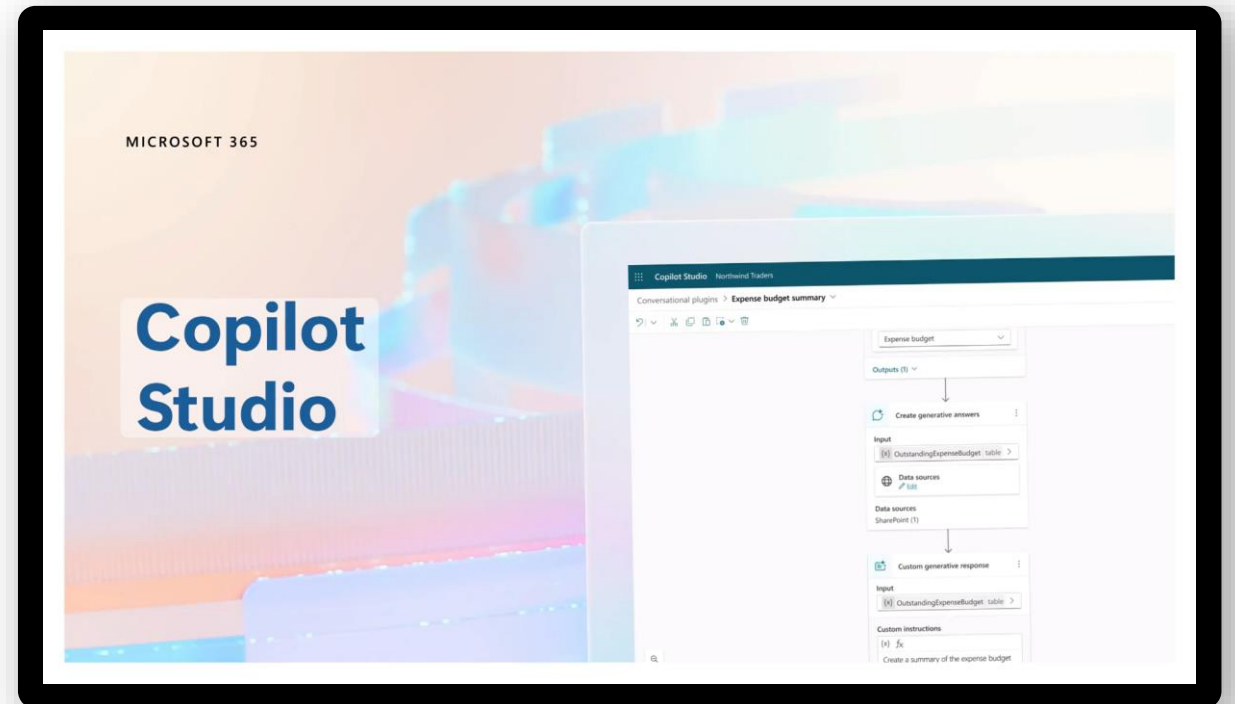 MICROSOFT 365
Copilot
Studio
Copilot Studio Northwind Traders
Conversational plugins > Expense budget summary
Expense budget
Outputs (1)
Create generative answers
Input
{x} OutstandingExpenseBudget table >
Data sources
Edit
Data sources
SharePoint (1)
Custom generative response
Input
{x} OutstandingExpenseBudget table >
Custom instructions
{x} fx
Create a summary of the expense budget